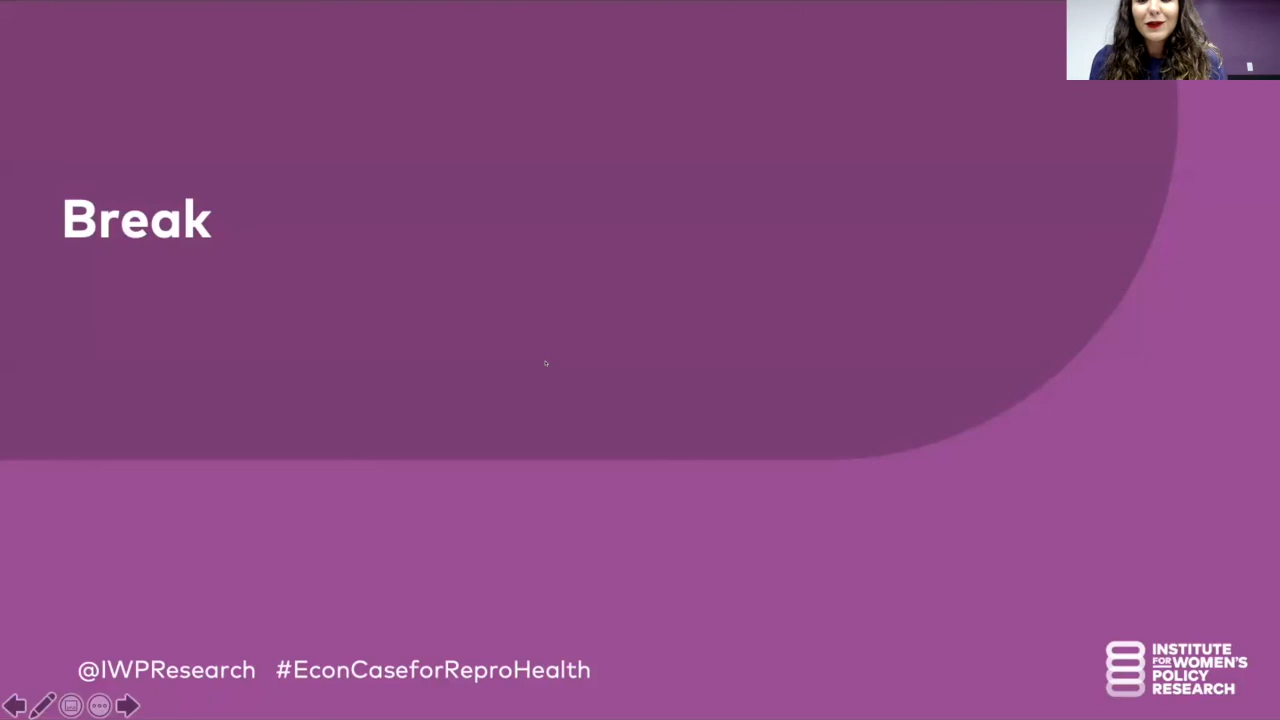 Break
@IWPResearch #EconCaseforReproHealth
INSTITUTE
FOR WOMEN'S
POLICY
RESEARCH